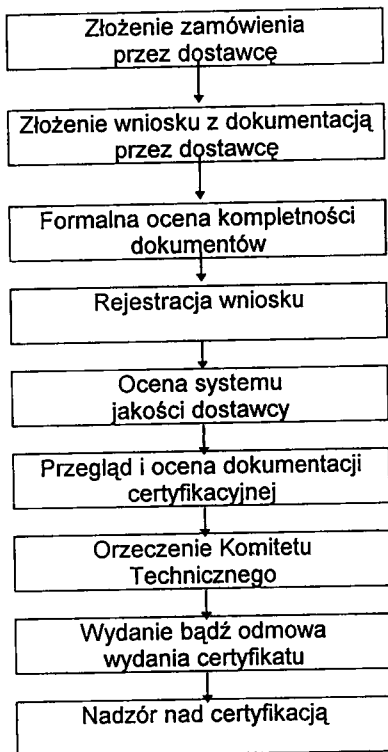 Złożenie zamówienia
przez dostawcę
Złożenie wniosku z dokumentacją
przez dostawcę
Formalna ocena kompletności
dokumentów
Rejestracja wniosku
Ocena systemu
jakości dostawcy
Przegląd i ocena dokumentacji
certyfikacyjnej
Orzeczenie Komitetu
Technicznego
Wydanie bądź odmowa
wydania certyfikatu
Nadzór nad certyfikacją